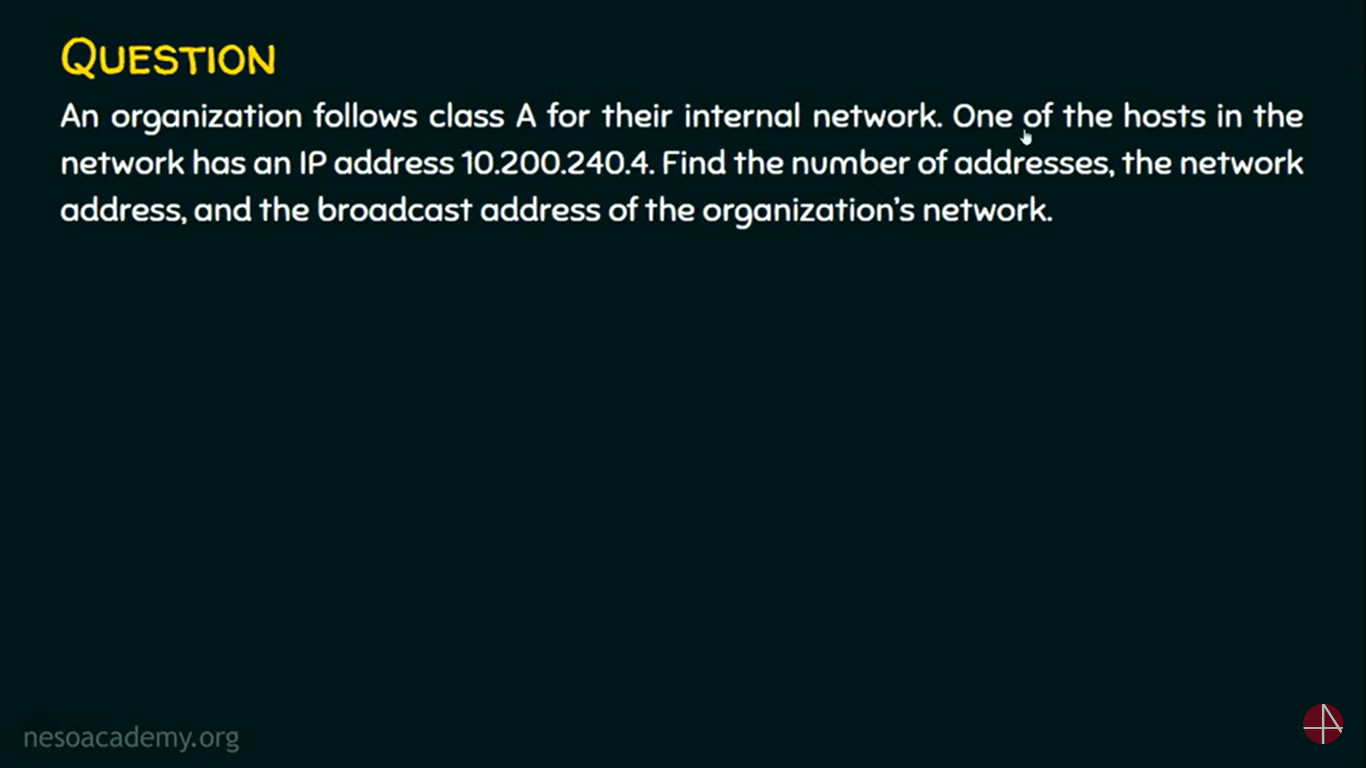 QUESTION
An organization follows class A for their internal network. One of the hosts in the
network has an IP address 10.200.240.4. Find the number of addresses, the network
address, and the broadcast address of the organization's network.
nesoacademy.org